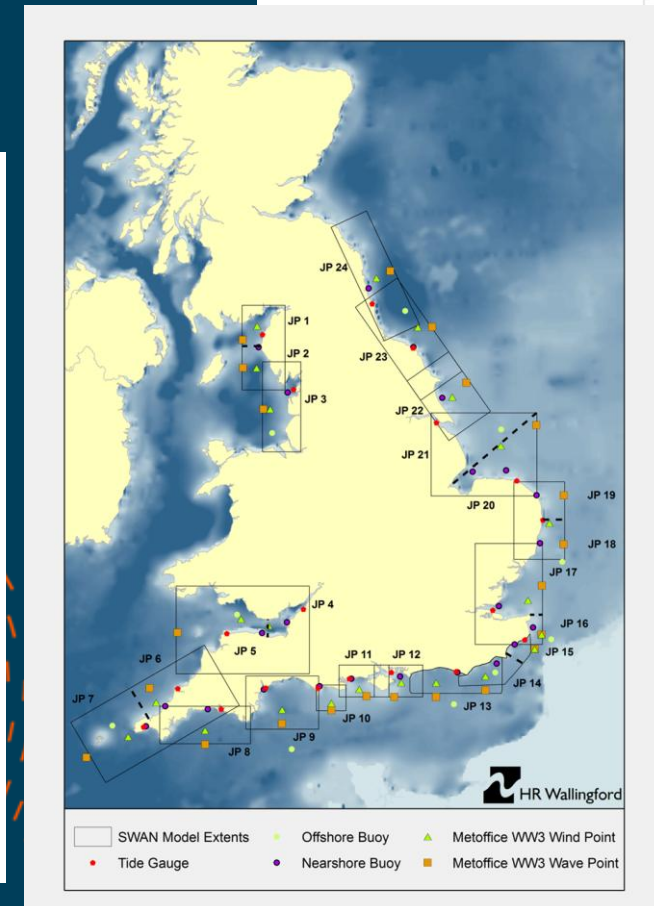 JP 24
JP 1
JP 2
JP 23
JP 3
JP 22
JP 21
JP 20
JP 19
JP 18
JP 17
JP 4
JP 16
JP 5
JP 15
JP 6
JP 11
JP 12
JP 14
JP 7
JP 13
JP 10
JP 9
JP 8
HR Wallingford
SWAN Model Extents
Offshore Buoy
Metoffice WW3 Wind Point
Tide Gauge
Nearshore Buoy
Metoffice WW3 Wave Point